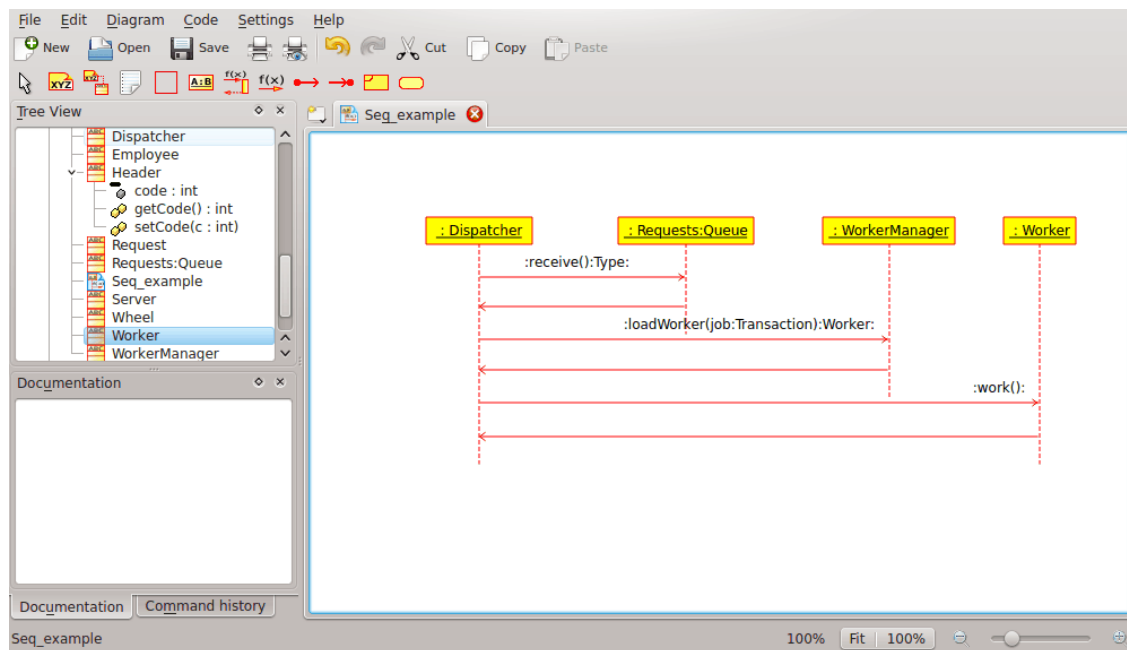 File Edit Diagram Code Settings Help
New Open Save Cut Copy Paste
XYZ A:B f(x) f(x)
Tree View
Seq_example
Dispatcher
Employee
Header
code : int
getCode() : int
setCode(c : int)
Request
Requests:Queue
Seq_example
Server
Wheel
Worker
WorkerManager
: Dispatcher : Requests:Queue : WorkerManager : Worker
:receive():Type:
:loadWorker(job:Transaction):Worker:
:work():
Documentation
Documentation Command history
Seq_example
100% Fit 100%